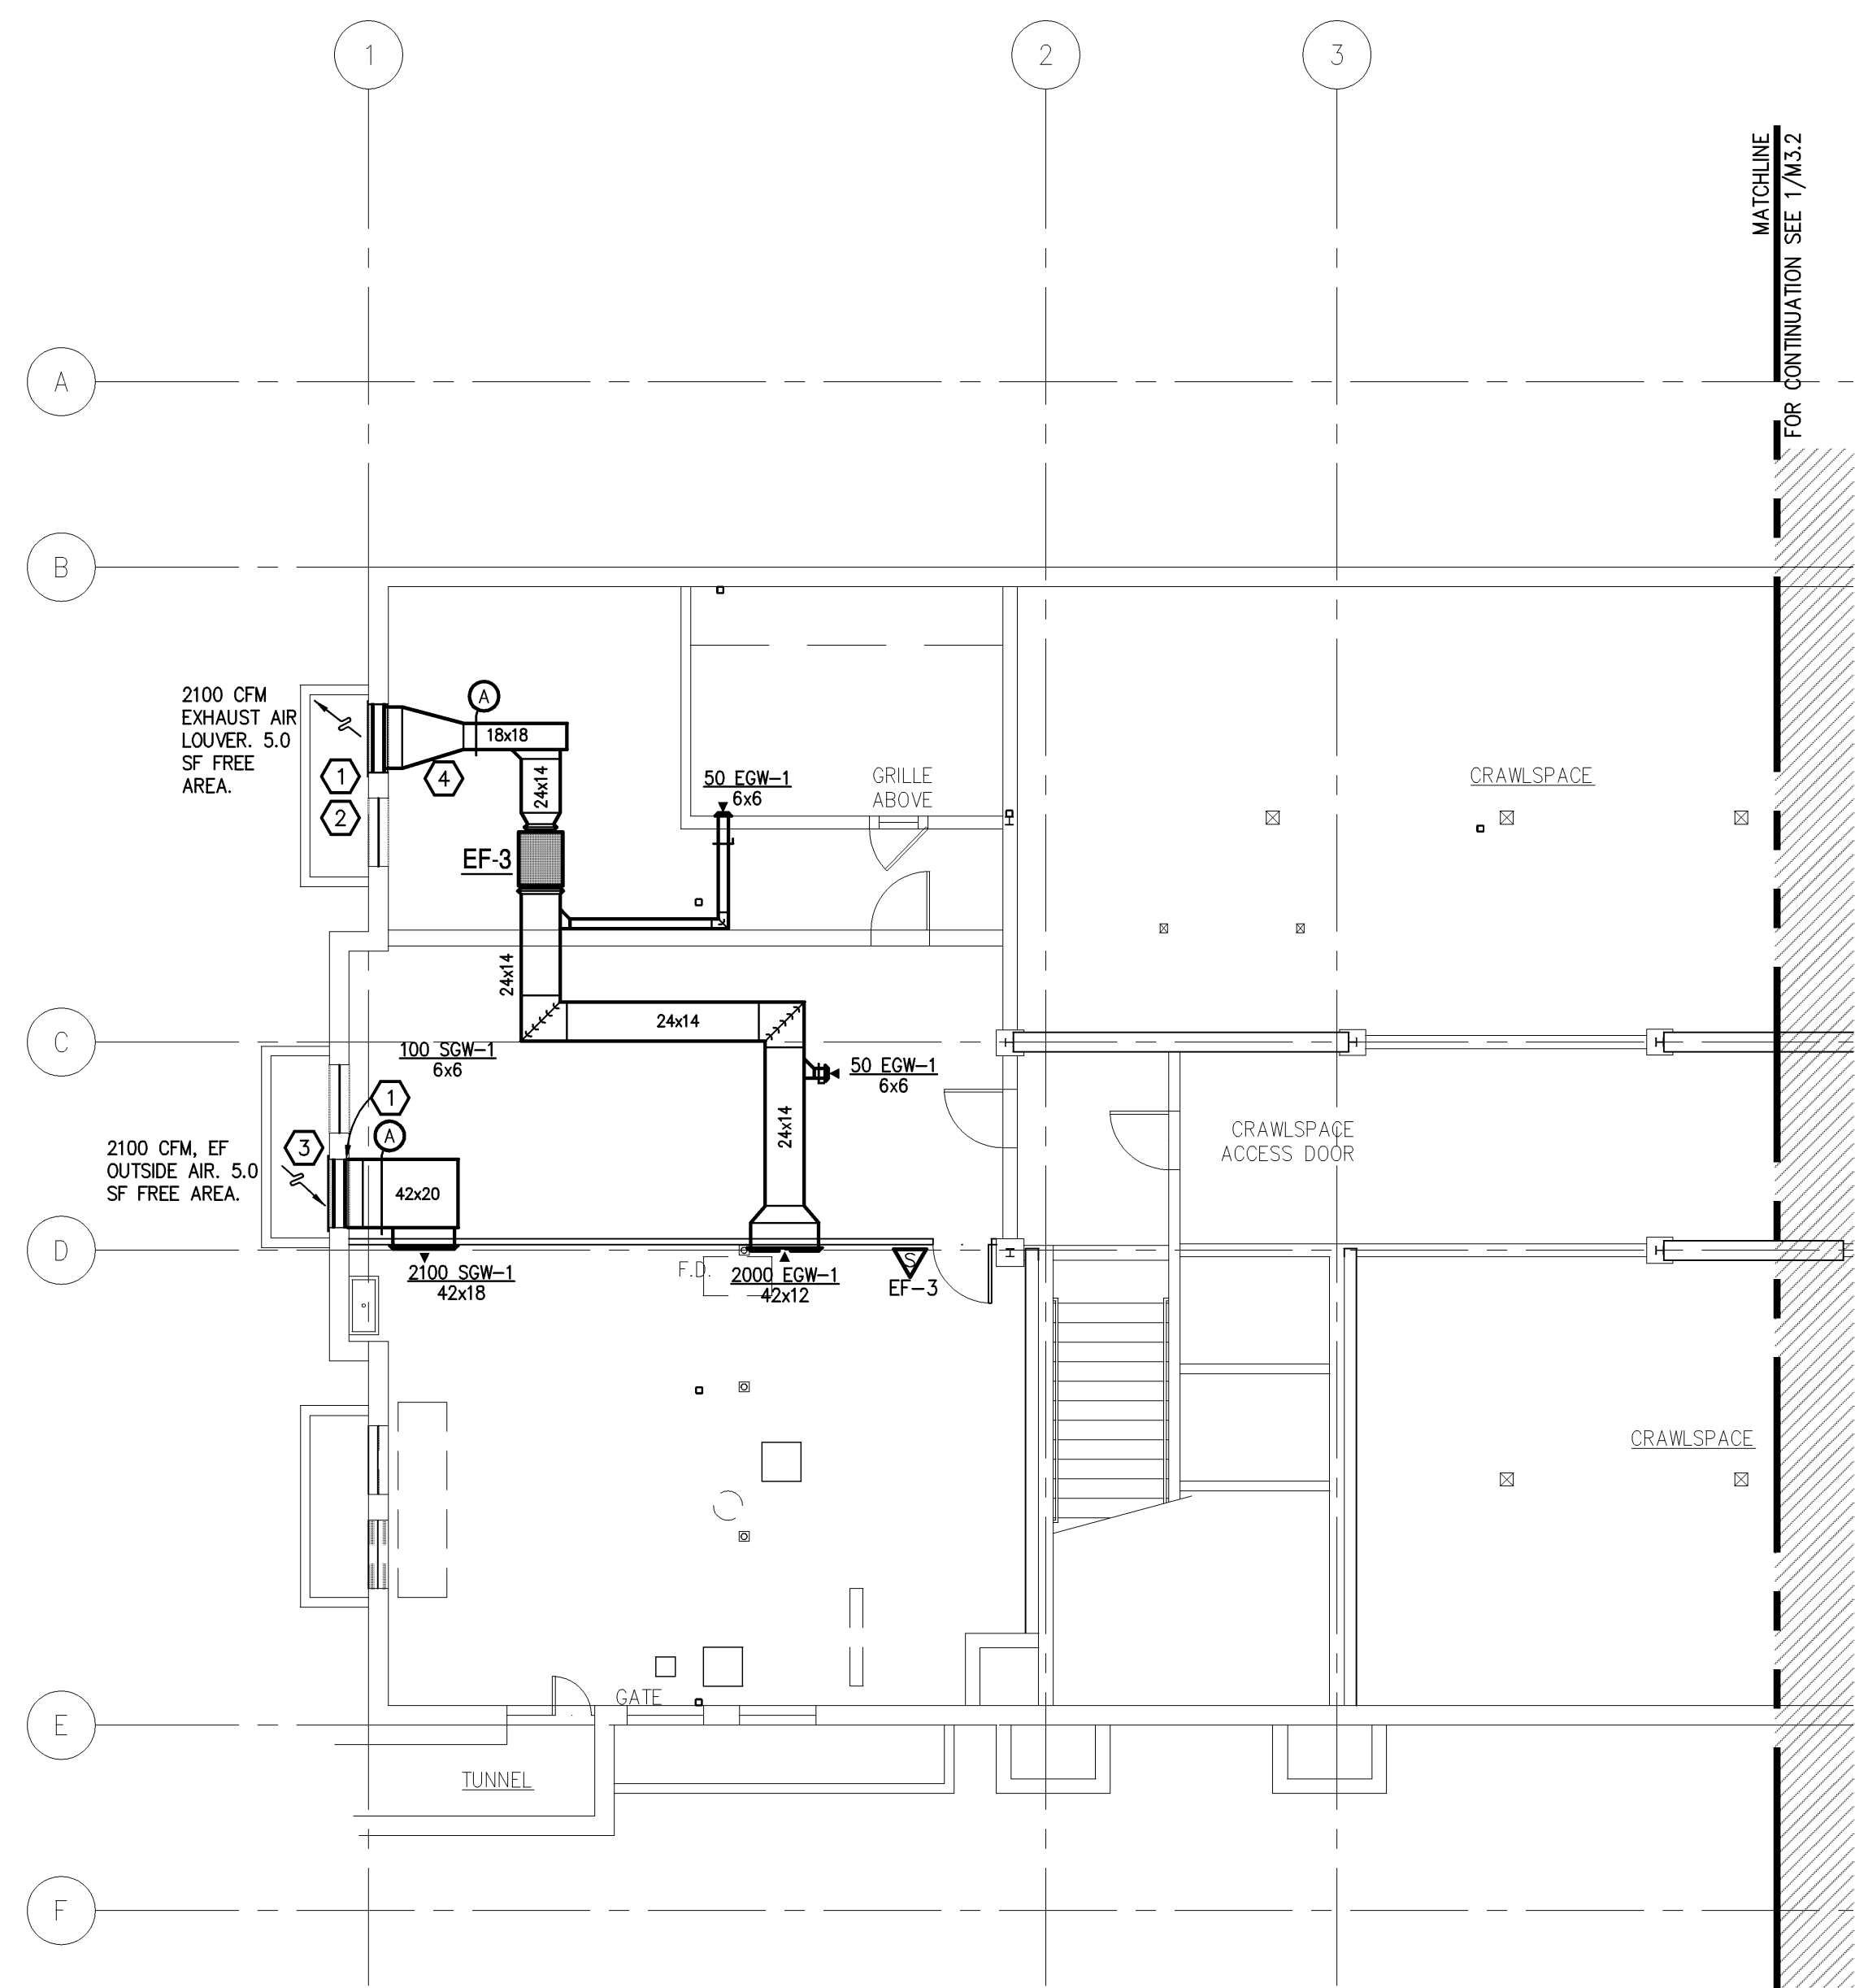 1
2
3
MATCHLINE
FOR CONTINUATION SEE 1/M3.2
A
B
2100 CFM
EXHAUST AIR
LOUVER. 5.0
SF FREE
AREA.
1
2
A
18x18
4
24x14
50 EGW-1
6x6
GRILLE
ABOVE
CRAWLSPACE
EF-3
24x14
24x14
C
100 SGW-1
6x6
50 EGW-1
6x6
1
A
3
2100 CFM, EF
OUTSIDE AIR. 5.0
SF FREE AREA.
42x20
24x14
CRAWLSPACE
ACCESS DOOR
D
2100 SGW-1
42x18
F.D.
2000 EGW-1
42x12
S
EF-3
CRAWLSPACE
GATE
E
TUNNEL
F